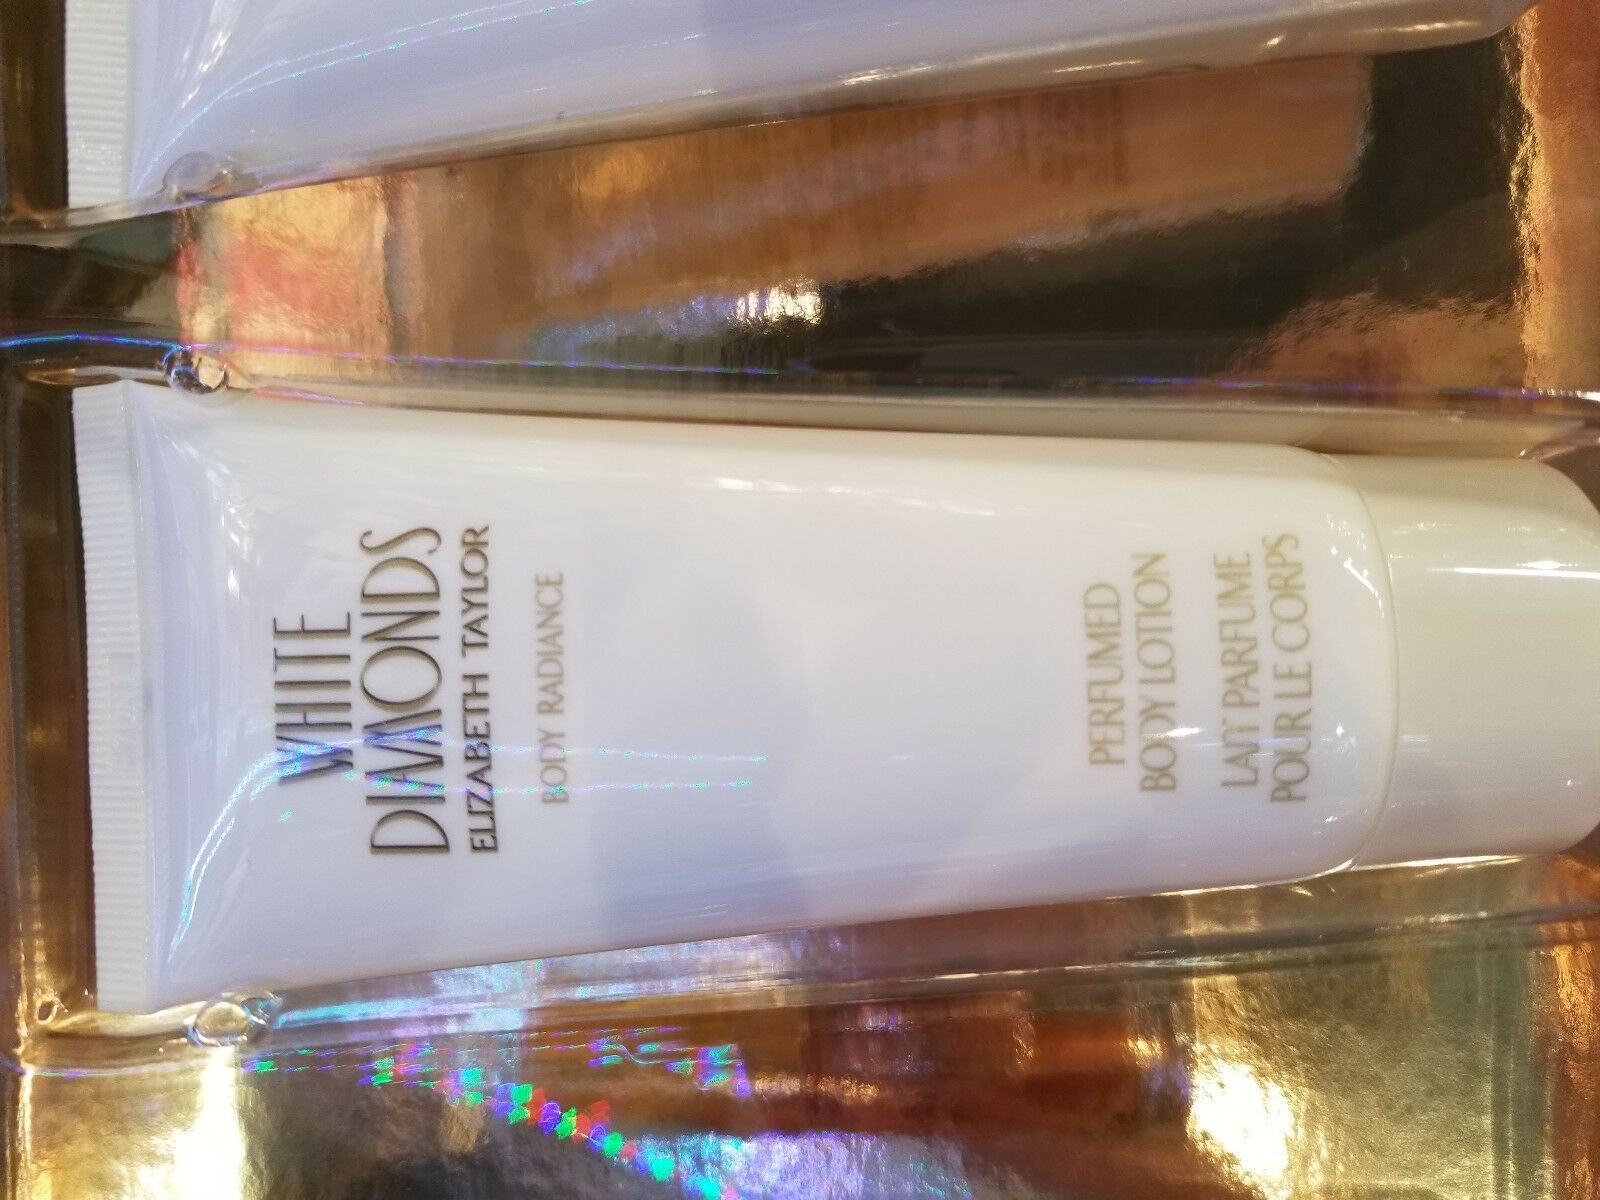 WHITE
DIAMONDS
ELIZABETH TAYLOR
BODY RADIANCE
PERFUMED
BODY LOTION
LAIT PARFUME
POUR LE CORPS